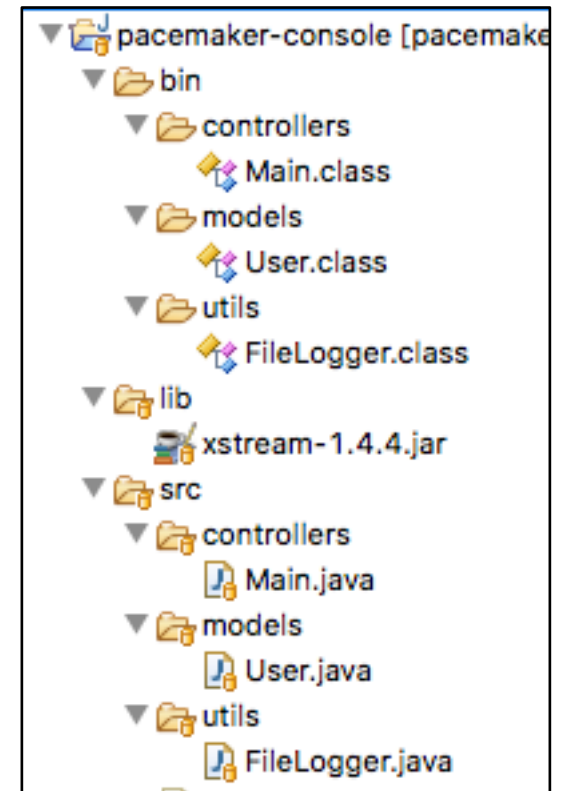 pacemaker-console [pacemake
bin
controllers
Main.class
models
User.class
utils
FileLogger.class
lib
xstream-1.4.4.jar
src
controllers
Main.java
models
User.java
utils
FileLogger.java